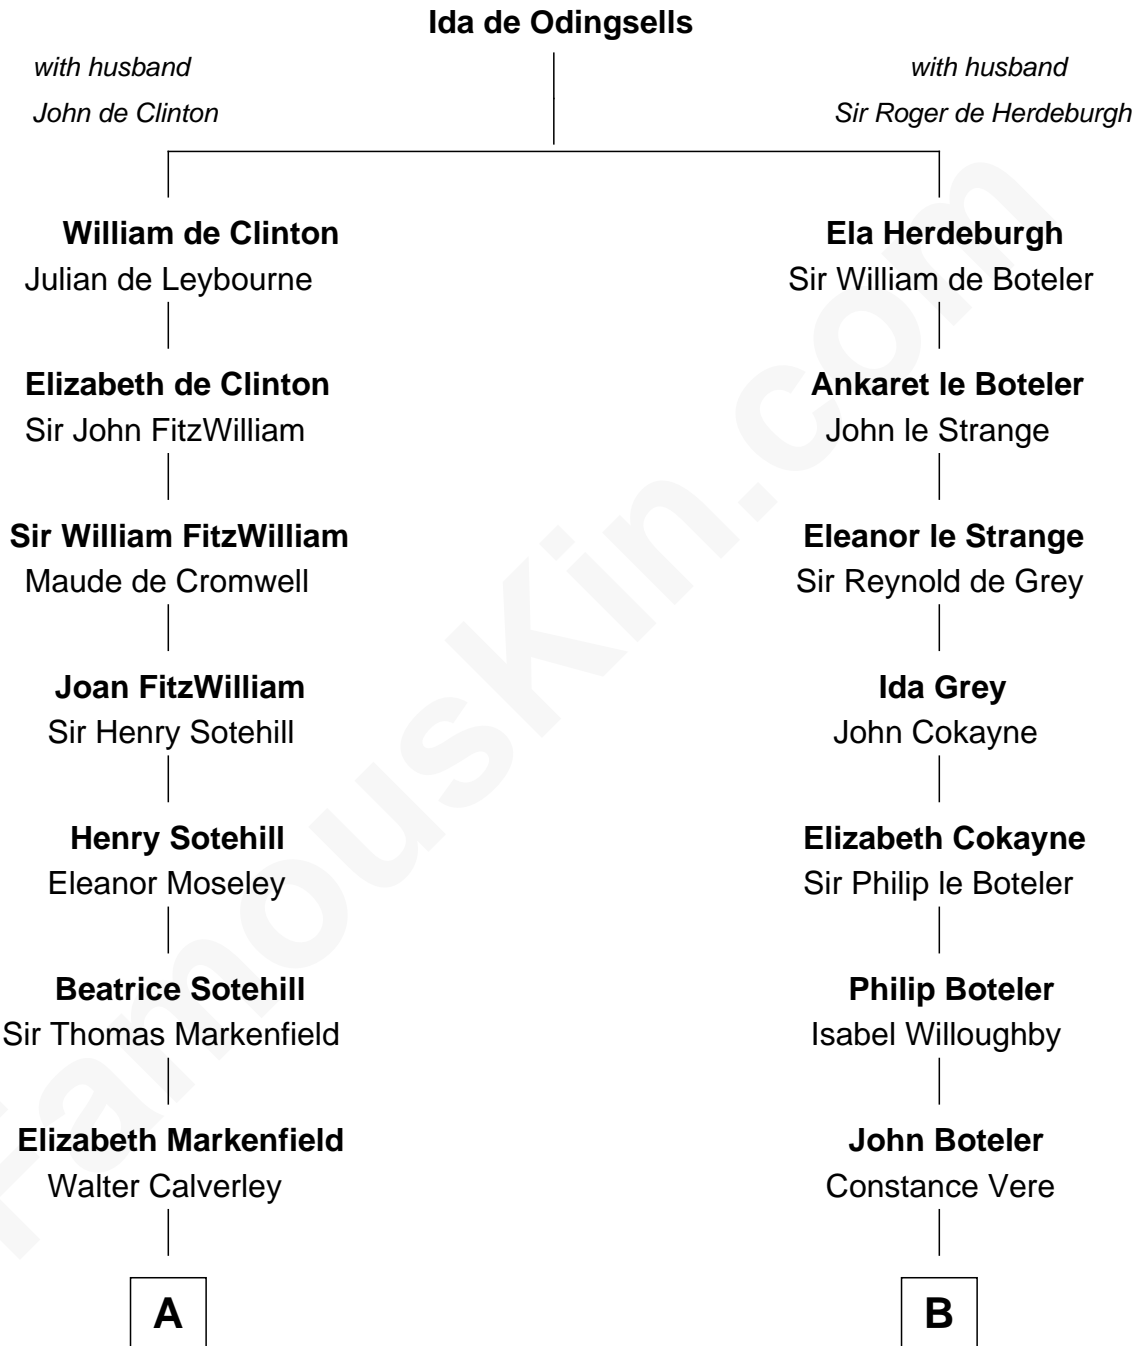 Ida de Odingsells
with husband
John de Clinton
with husband
Sir Roger de Herdeburgh
William de Clinton
Julian de Leybourne
Elizabeth de Clinton
Sir John FitzWilliam
Sir William FitzWilliam
Maude de Cromwell
Joan FitzWilliam
Sir Henry Sotehill
Henry Sotehill
Eleanor Moseley
Beatrice Sotehill
Sir Thomas Markenfield
Elizabeth Markenfield
Walter Calverley
A
Ela Herdeburgh
Sir William de Boteler
Ankaret le Boteler
John le Strange
Eleanor le Strange
Sir Reynold de Grey
Ida Grey
John Cokayne
Elizabeth Cokayne
Sir Philip le Boteler
Philip Boteler
Isabel Willoughby
John Boteler
Constance Vere
B
FamousKin.com